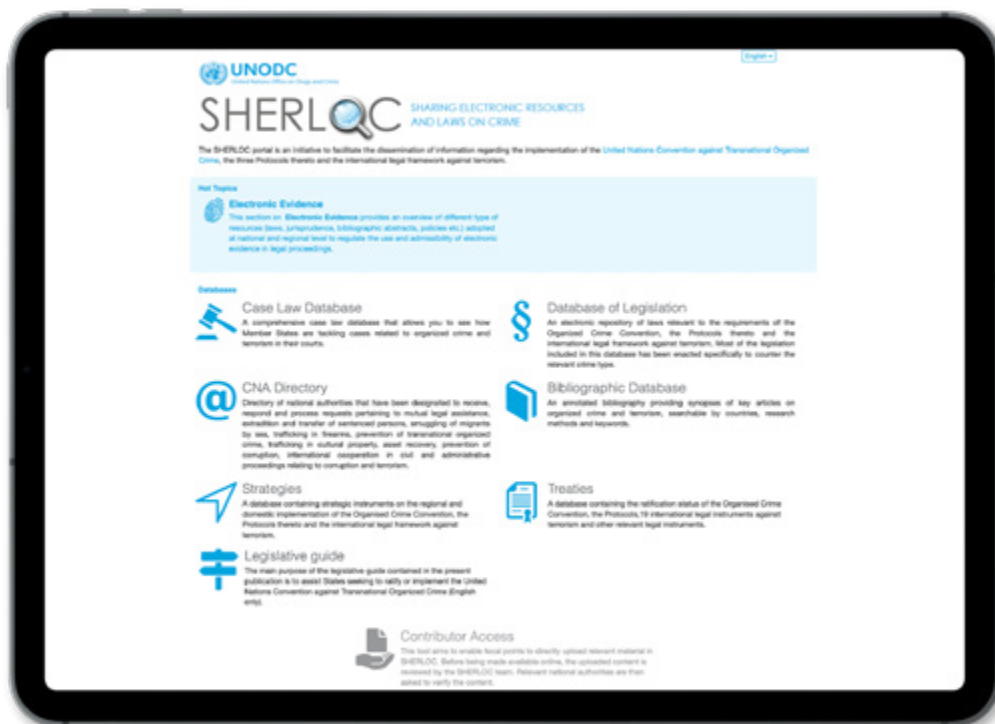 English
UNODC
United Nations Office on Drugs and Crime
SHERLOC
SHARING ELECTRONIC RESOURCES
AND LAWS ON CRIME
The SHERLOC portal is an initiative to facilitate the dissemination of information regarding the implementation of the United Nations Convention against Transnational Organized
Crime, the three Protocols thereto and the international legal framework against terrorism.
Hot Topics
Electronic Evidence
This section on Electronic Evidence provides an overview of different type of
resources (laws, jurisprudence, bibliographic abstracts, policies etc.) adopted
at national and regional level to regulate the use and admissibility of electronic
evidence in legal proceedings.
Databases
Case Law Database
A comprehensive case law database that allows you to see how
Member States are tackling cases related to organized crime and
terrorism in their courts.
§
Database of Legislation
An electronic repository of laws relevant to the requirements of the
Organized Crime Convention, the Protocols thereto and the
international legal framework against terrorism. Most of the legislation
included in this database has been enacted specifically to counter the
relevant crime type.
@
CNA Directory
Directory of national authorities that have been designated to receive,
respond and process requests pertaining to mutual legal assistance,
extradition and transfer of sentenced persons, smuggling of migrants
by sea, trafficking in firearms, prevention of transnational organized
crime, trafficking in cultural property, asset recovery, prevention of
corruption, international cooperation in civil and administrative
proceedings relating to corruption and terrorism.
Bibliographic Database
An annotated bibliography providing synopses of key articles on
organized crime and terrorism, searchable by countries, research
methods and keywords.
Strategies
A database containing strategic instruments on the regional and
domestic implementation of the Organised Crime Convention, the
Protocols thereto and the international legal framework against
terrorism.
Treaties
A database containing the ratification status of the Organised Crime
Convention, the Protocols,19 international legal instruments against
terrorism and other relevant legal instruments.
Legislative guide
The main purpose of the legislative guide contained in the present
publication is to assist States seeking to ratify or implement the United
Nations Convention against Transnational Organized Crime (English
only).
Contributor Access
This tool aims to enable focal points to directly upload relevant material in
SHERLOC. Before being made available online, the uploaded content is
reviewed by the SHERLOC team. Relevant national authorities are then
asked to verify the content.